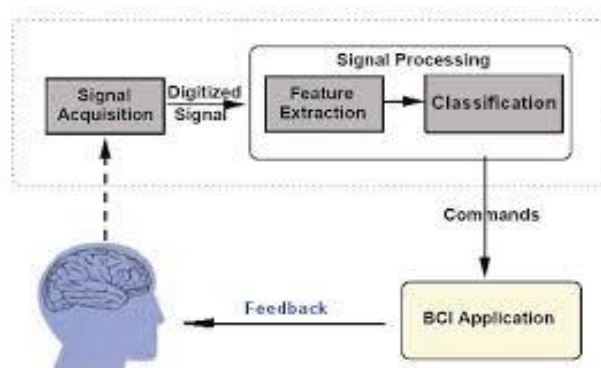 Signal Processing
Signal
Acquisition
Digitized
Signal
Feature
Extraction
Classification
Commands
BCI Application
Feedback